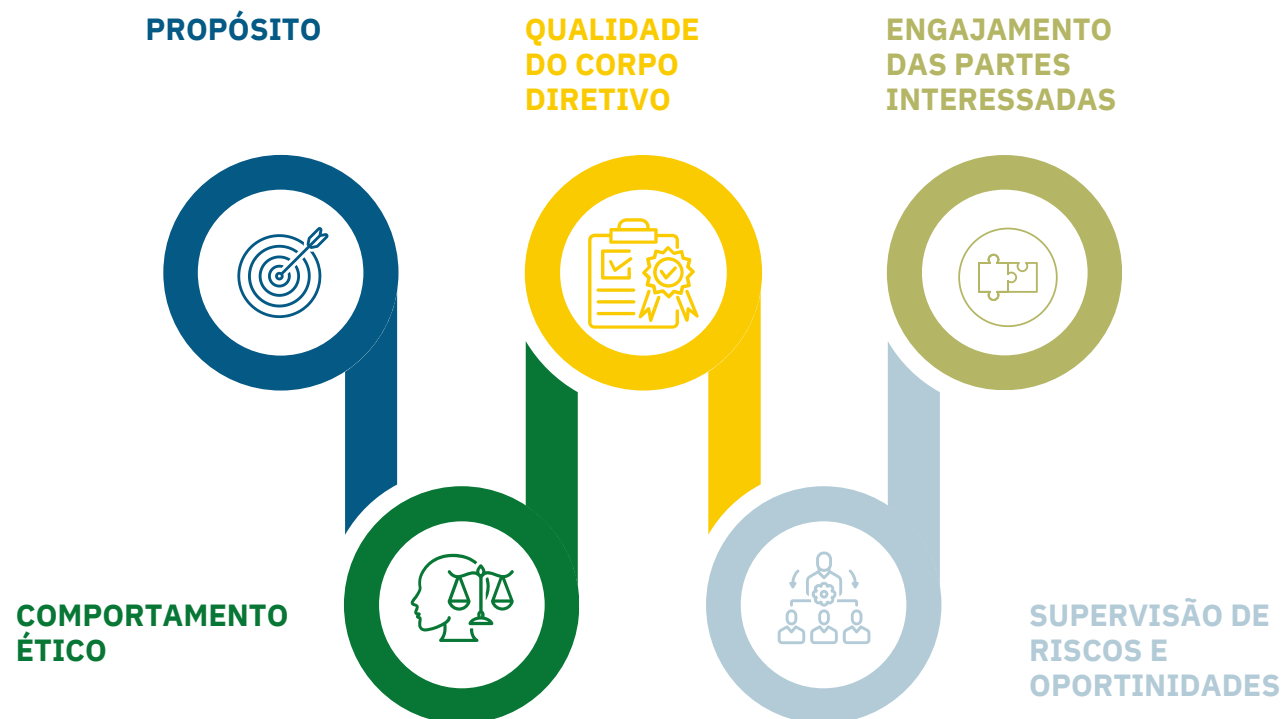 PROPÓSITO
QUALIDADE
DO CORPO
DIRETIVO
ENGAJAMENTO
DAS PARTES
INTERESSADAS
COMPORTAMENTO
ÉTICO
SUPERVISÃO DE
RISCOS E
OPORTINIDADES